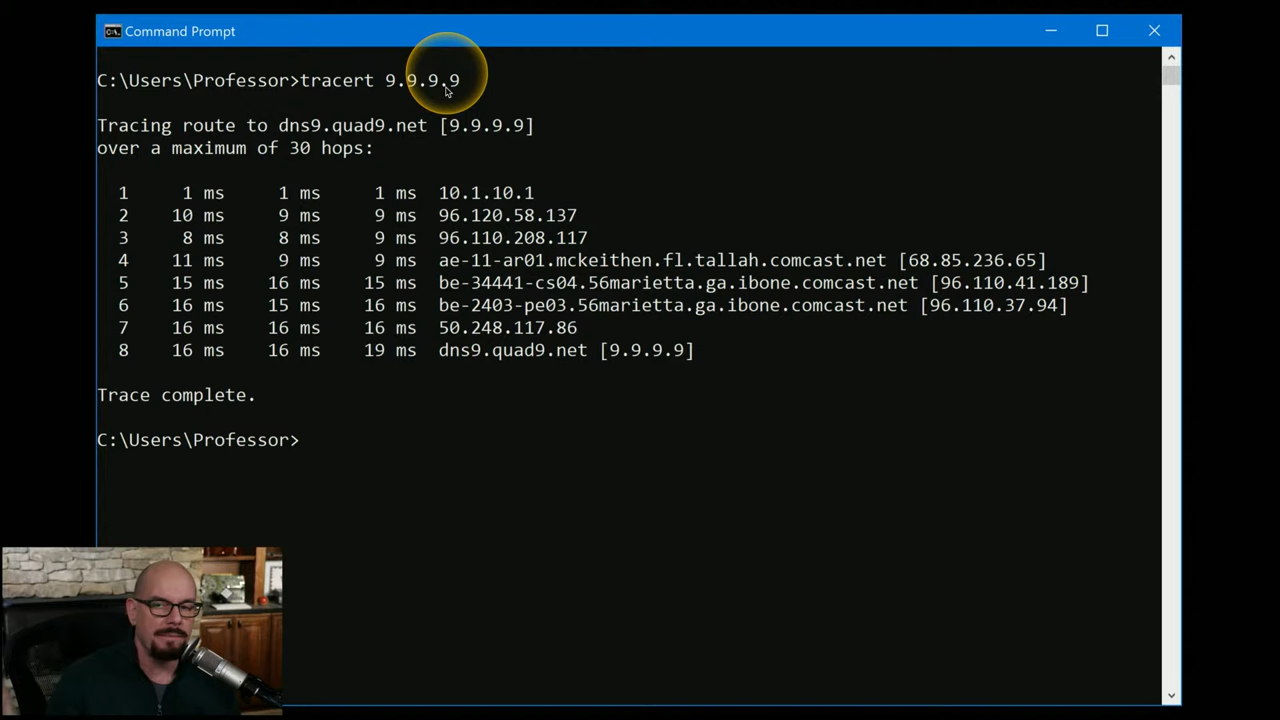 Command Prompt
C:\Users\Professor>tracert 9.9.9.9
Tracing route to dns9.quad9.net [9.9.9.9]
over a maximum of 30 hops:
1 1 ms 1 ms 1 ms 10.1.10.1
2 10 ms 9 ms 9 ms 96.120.58.137
3 8 ms 8 ms 9 ms 96.110.208.117
4 11 ms 9 ms 9 ms ae-11-ar01.mckeithen.fl.tallah.comcast.net [68.85.236.65]
5 15 ms 16 ms 15 ms be-34441-cs04.56marietta.ga.ibone.comcast.net [96.110.41.189]
6 16 ms 15 ms 16 ms be-2403-pe03.56marietta.ga.ibone.comcast.net [96.110.37.94]
7 16 ms 16 ms 16 ms 50.248.117.86
8 16 ms 16 ms 19 ms dns9.quad9.net [9.9.9.9]
Trace complete.
C:\Users\Professor>